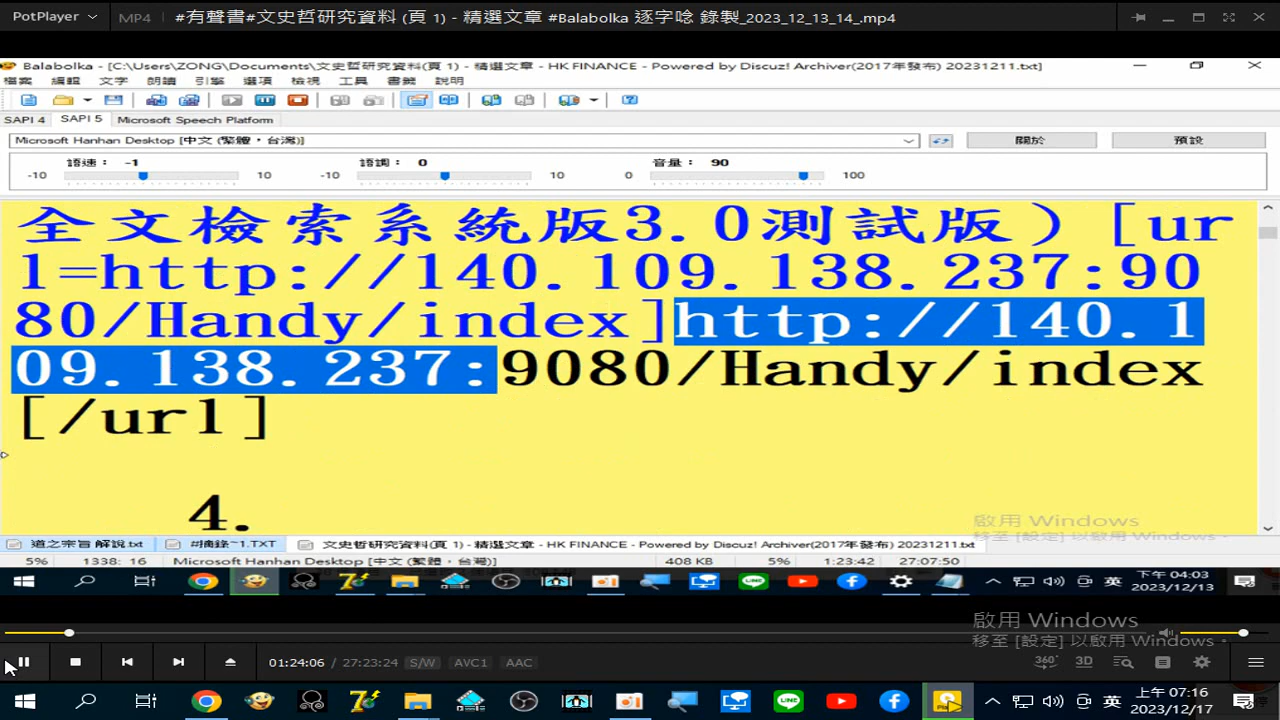 PotPlayer MP4 #有聲書#文史哲研究資料 (頁 1) - 精選文章 #Balabolka 逐字唸 錄製_2023_12_13_14_.mp4
Balabolka - [C:\Users\ZONG\Documents\文史哲研究資料(頁 1) - 精選文章 - HK FINANCE - Powered by Discuz! Archiver(2017年發布) 20231211.txt]
檔案 編輯 文字 朗讀 引擎 選項 檢視 工具 書籤 說明
SAPI 4 SAPI 5 Microsoft Speech Platform
Microsoft Hanhan Desktop [中文 (繁體，台灣)] 關於 預設
語速： -1 語調： 0 音量： 90
-10 10 -10 10 0 100
全文檢索系統版3.0測試版）[ur
l=http://140.109.138.237:90
80/Handy/index]http://140.1
09.138.237:9080/Handy/index
[/url]
4.
啟用 Windows
移至 [設定] 以啟用 Windows。
道之宗旨 解說.txt #摘錄~1.TXT 文史哲研究資料(頁 1) - 精選文章 - HK FINANCE - Powered by Discuz! Archiver(2017年發布) 20231211.txt
5% 1338: 16 Microsoft Hanhan Desktop [中文 (繁體，台灣)] 408 KB 5% 1:23:42 27:07:50
英 下午 04:03
2023/12/13
啟用 Windows
移至 [設定] 以啟用 Windows。
01:24:06 / 27:23:24 S/W AVC1 AAC 360° 3D
英 上午 07:16
2023/12/17